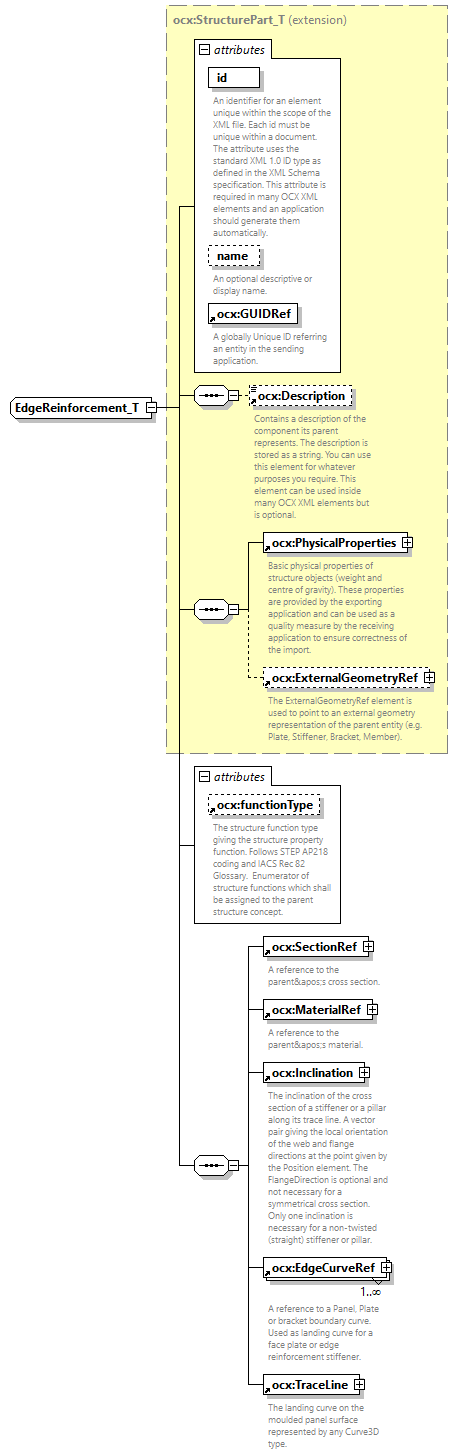 ocx:StructurePart_T (extension)
attributes
id
An identifier for an element
unique within the scope of the
XML file. Each id must be
unique within a document.
The attribute uses the
standard XML 1.0 ID type as
defined in the XML Schema
specification. This attribute is
required in many OCX XML
elements and an application
should generate them
automatically.
name
An optional descriptive or
display name.
ocx:GUIDRef
A globally Unique ID referring
an entity in the sending
application.
EdgeReinforcement_T
ocx:Description
Contains a description of the
component its parent
represents. The description is
stored as a string. You can use
this element for whatever
purposes you require. This
element can be used inside
many OCX XML elements but
is optional.
ocx:PhysicalProperties
Basic physical properties of
structure objects (weight and
centre of gravity). These properties
are provided by the exporting
application and can be used as a
quality measure by the receiving
application to ensure correctness of
the import.
ocx:ExternalGeometryRef
The ExternalGeometryRef element is
used to point to an external geometry
representation of the parent entity (e.g.
Plate, Stiffener, Bracket, Member).
attributes
ocx:functionType
The structure function type
giving the structure property
function. Follows STEP AP218
coding and IACS Rec 82
Glossary.  Enumerator of
structure functions which shall
be assigned to the parent
structure concept.
ocx:SectionRef
A reference to the
parent&apos;s cross section.
ocx:MaterialRef
A reference to the
parent&apos;s material.
ocx:Inclination
The inclination of the cross
section of a stiffener or a pillar
along its trace line. A vector
pair giving the local orientation
of the web and flange
directions at the point given by
the Position element. The
FlangeDirection is optional and
not necessary for a
symmetrical cross section.
Only one inclination is
necessary for a non-twisted
(straight) stiffener or pillar.
ocx:EdgeCurveRef
1..∞
A reference to a Panel, Plate
or bracket boundary curve.
Used as landing curve for a
face plate or edge
reinforcement stiffener.
ocx:TraceLine
The landing curve on the
moulded panel surface
represented by any Curve3D
type.